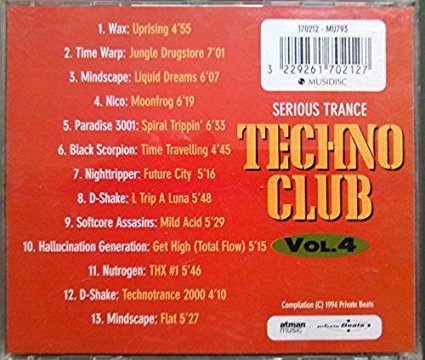 1. Wax: Uprising 4'55
2. Time Warp: Jungle Drugstore 7'01
3. Mindscape: Liquid Dreams 6'07
4. Nico: Moonfrog 6'19
5. Paradise 3001: Spiral Trippin' 6'33
6. Black Scorpion: Time Travelling 4'45
7. Nighttripper: Future City 5'16
8. D-Shake: L Trip A Luna 5'48
9. Softcore Assasins: Mild Acid 5'29
10. Hallucination Generation: Get High (Total Flow) 5'15
11. Nutrogen: THX #1 5'46
12. D-Shake: Technotrance 2000 4'10
13. Mindscape: Flat 5'27
170212 - MU793
3 229261 702127
MUSIDISC
SERIOUS TRANCE
TECHNO
CLUB
VOL.4
Compilation (C) 1994 Private Beats
atman
music
Private Beats